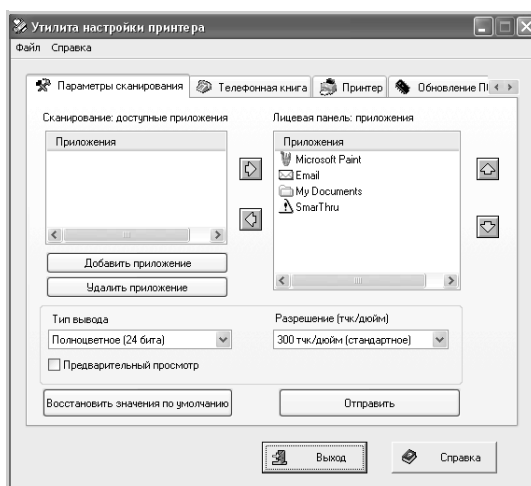 Утилита настройки принтера
Файл Справка
Параметры сканирования Телефонная книга Принтер Обновление П
Сканирование: доступные приложения
Приложения
Лицевая панель: приложения
Приложения
Microsoft Paint
Email
My Documents
SmarThru
Добавить приложение
Удалить приложение
Тип вывода
Полноцветное (24 бита)
Разрешение (тчк/дюйм)
300 тчк/дюйм (стандартное)
Предварительный просмотр
Восстановить значения по умолчанию
Отправить
Выход
Справка